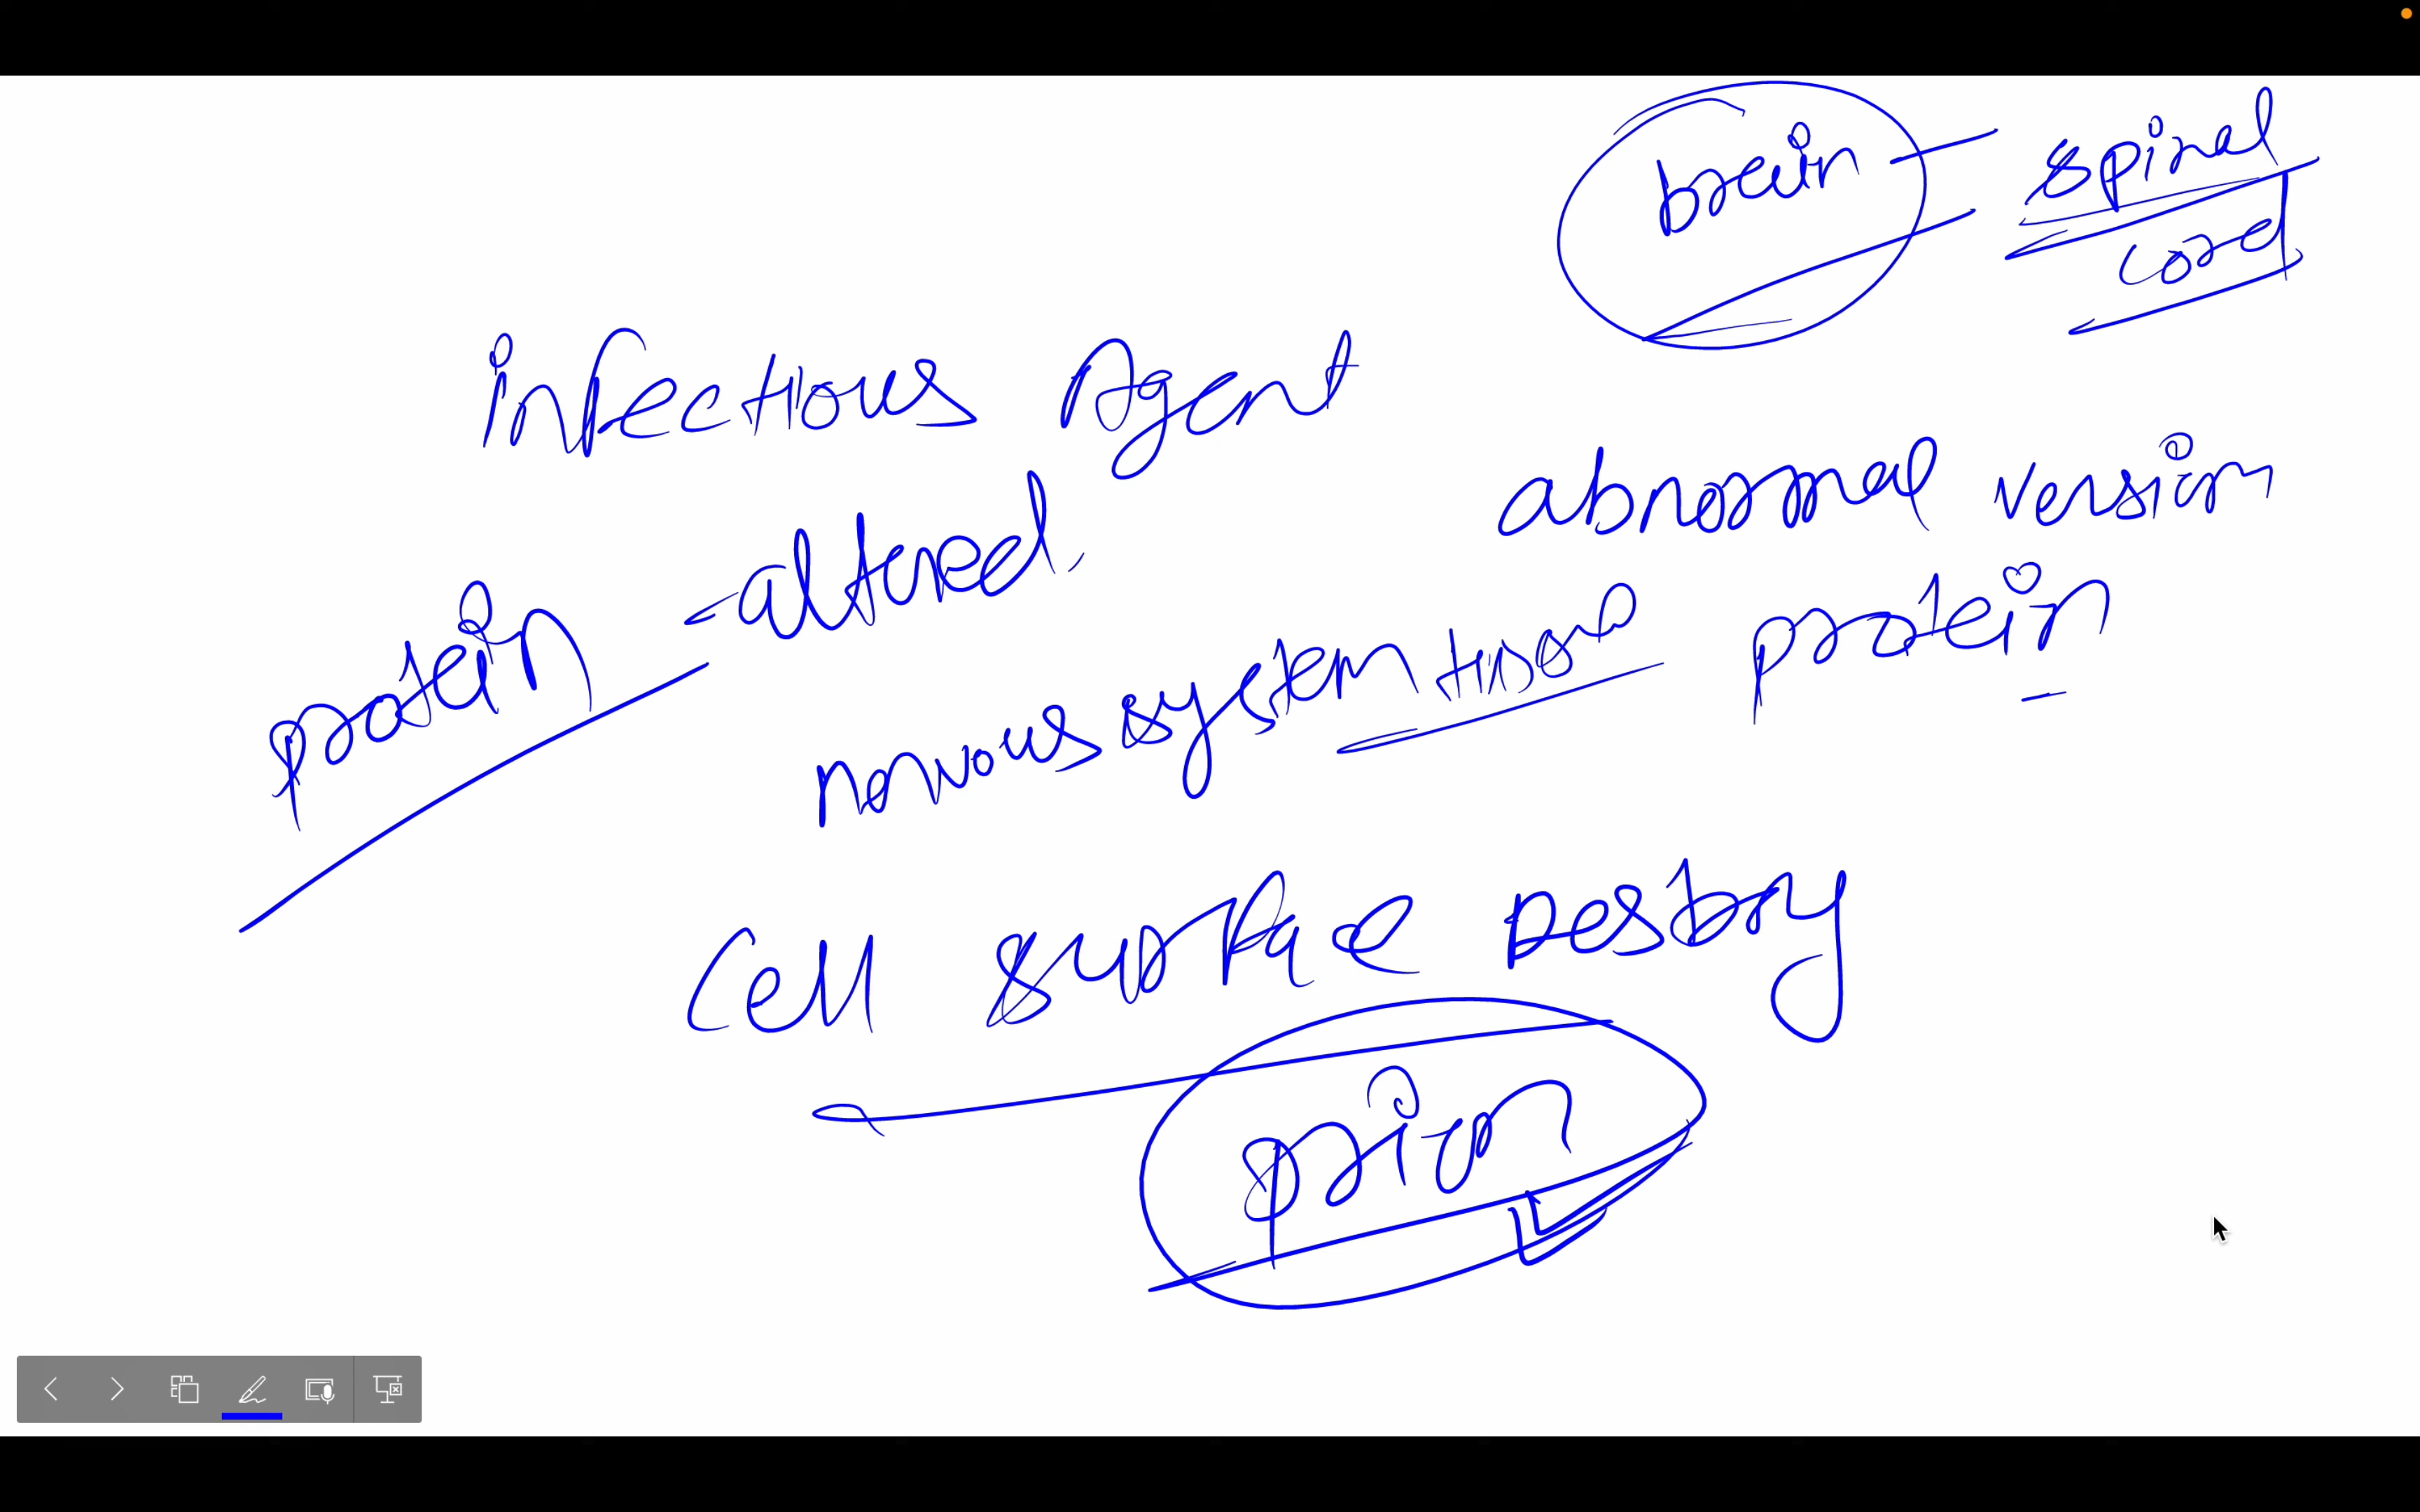 brain
spinal
cord
infectious Agent
abnormal version
protein
protein - altered.
nervous system tissue
Cell surface Destroy
prion